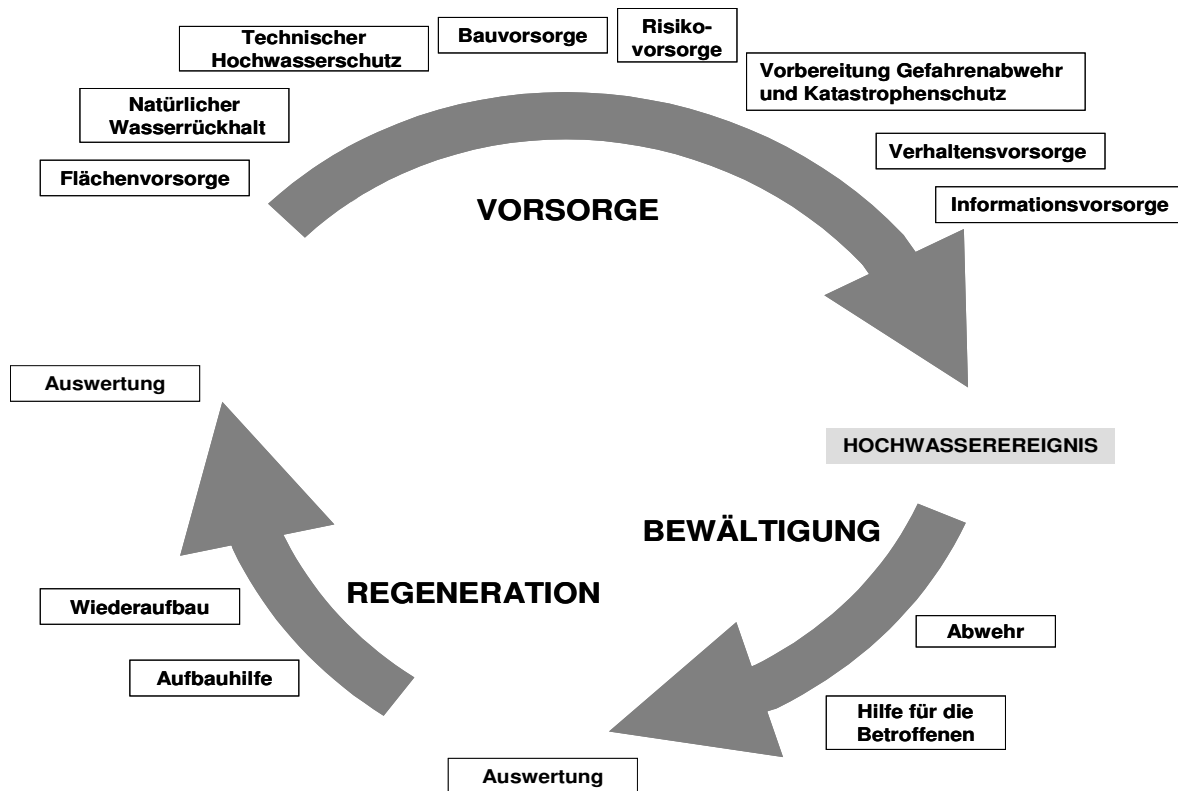 Technischer
Hochwasserschutz
Bauvorsorge
Risiko-
vorsorge
Vorbereitung Gefahrenabwehr
und Katastrophenschutz
Natürlicher
Wasserrückhalt
Verhaltensvorsorge
Flächenvorsorge
Informationsvorsorge
VORSORGE
Auswertung
HOCHWASSEREREIGNIS
BEWÄLTIGUNG
REGENERATION
Wiederaufbau
Abwehr
Aufbauhilfe
Hilfe für die
Betroffenen
Auswertung